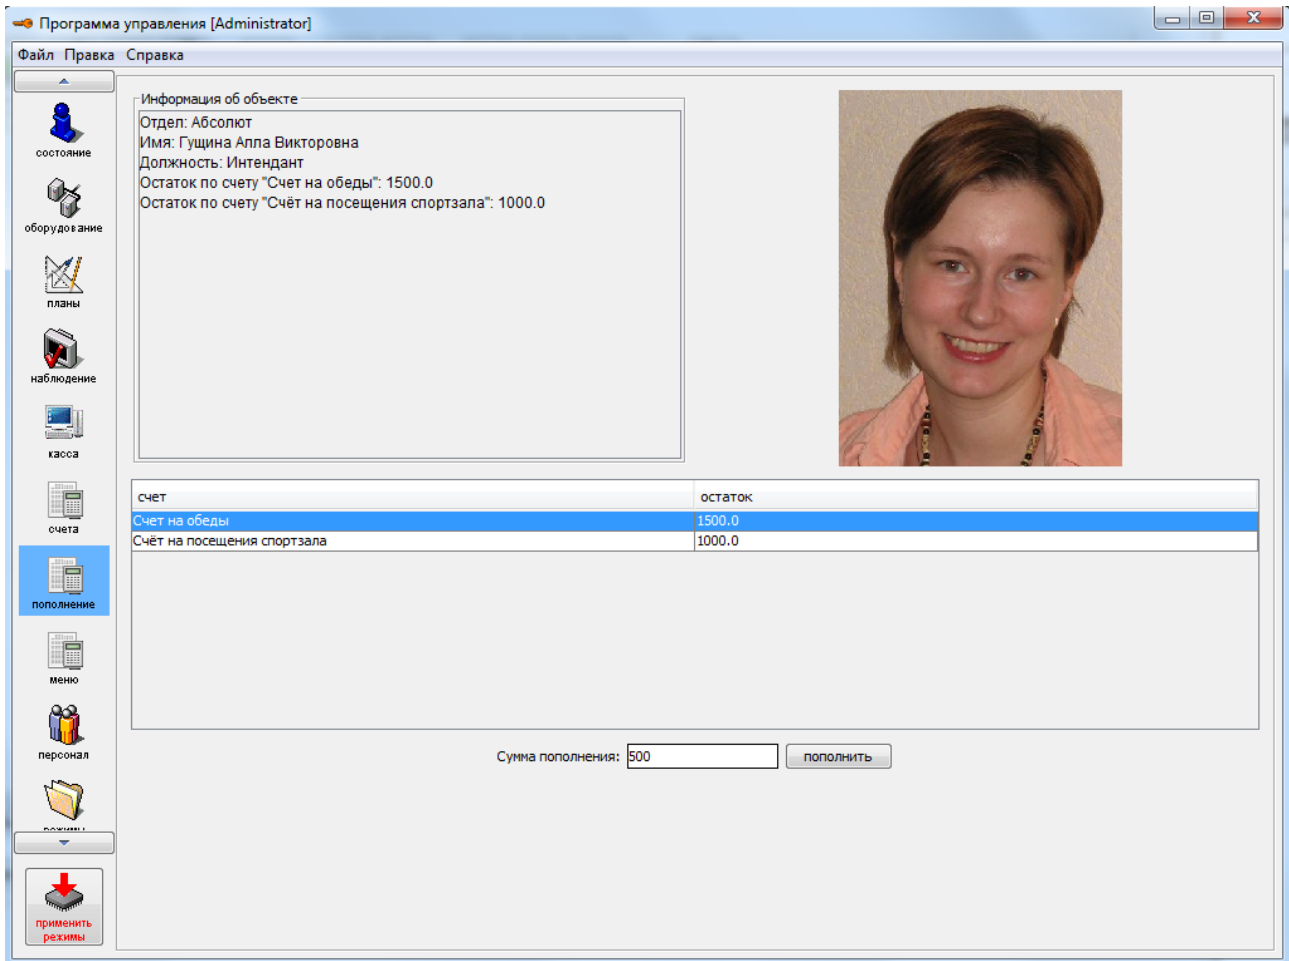 Программа управления [Administrator]
Файл Правка Справка
состояние
оборудование
планы
наблюдение
касса
счета
пополнение
меню
персонал
режимы
применить
режимы
Информация об объекте
Отдел: Абсолют
Имя: Гущина Алла Викторовна
Должность: Интендант
Остаток по счету "Счет на обеды": 1500.0
Остаток по счету "Счёт на посещения спортзала": 1000.0
счет остаток
Счет на обеды 1500.0
Счёт на посещения спортзала 1000.0
Сумма пополнения: 500 пополнить